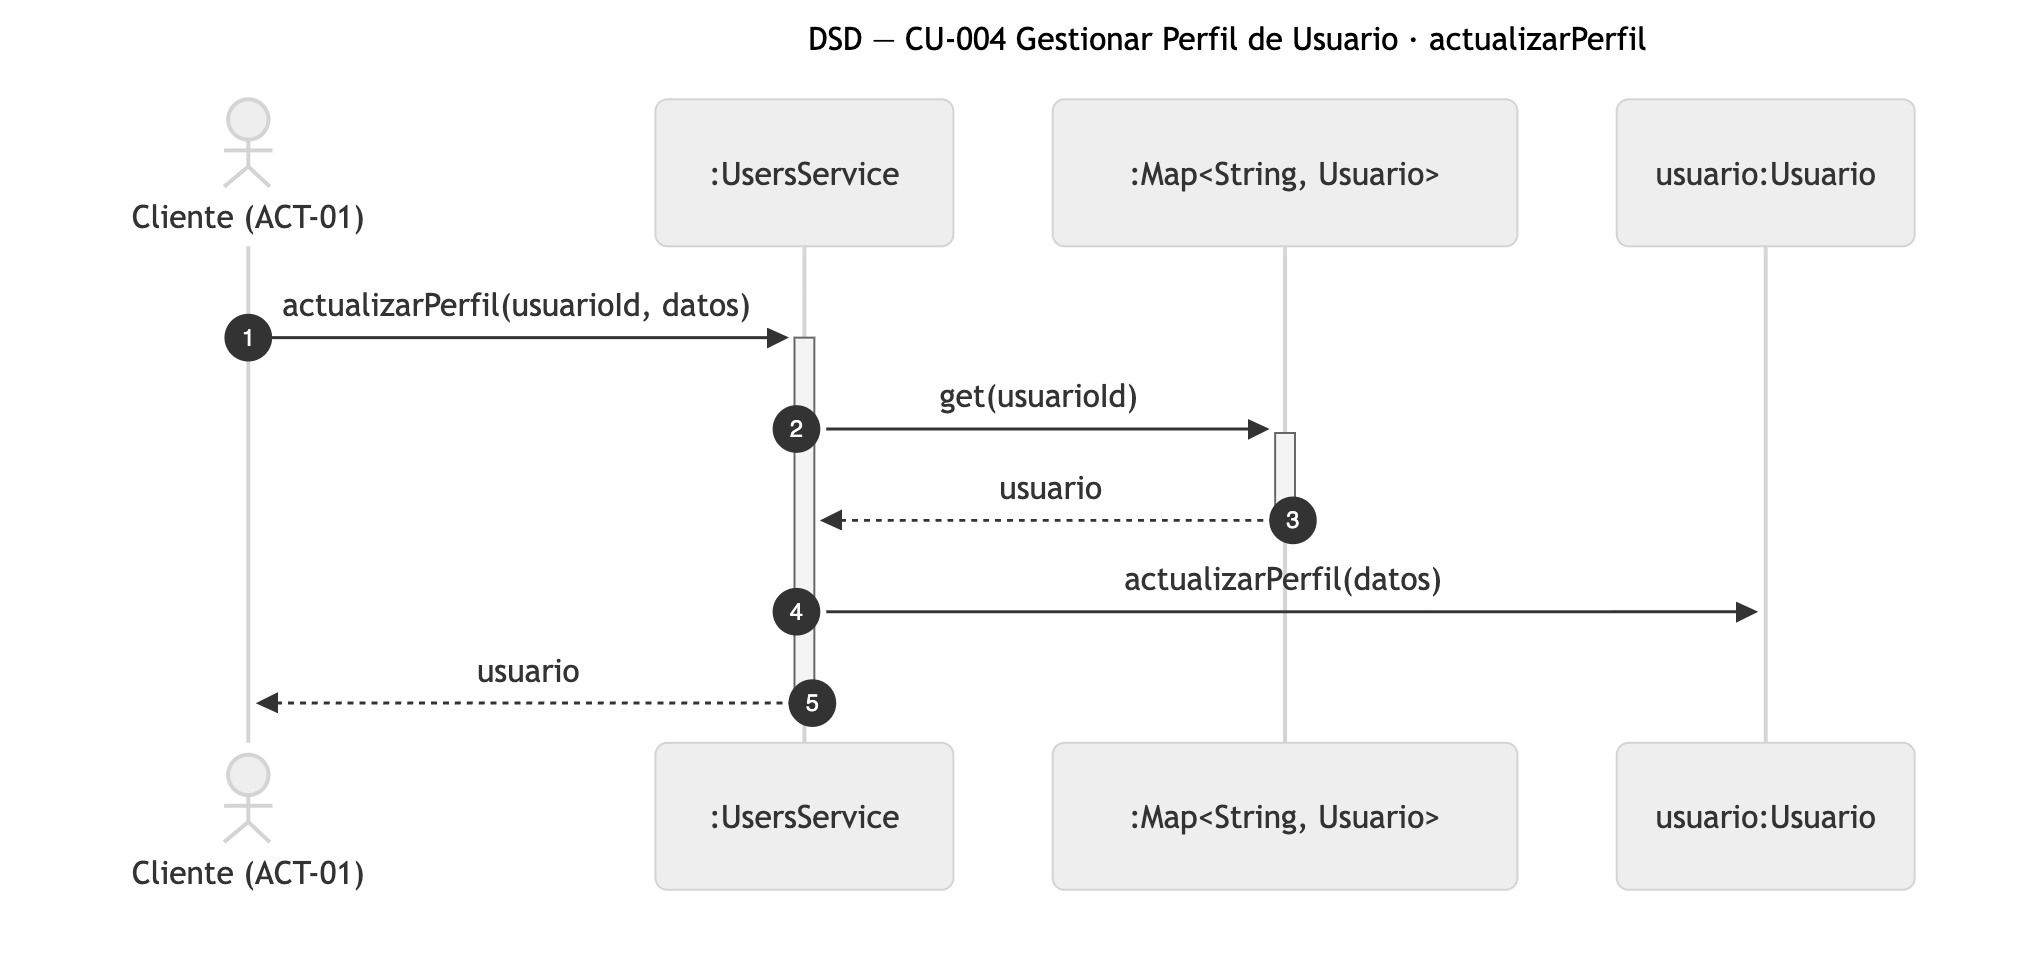 DSD — CU-004 Gestionar Perfil de Usuario · actualizarPerfil
Cliente (ACT-01)
:UsersService
:Map<String, Usuario>
usuario:Usuario
actualizarPerfil(usuarioId, datos)
1
get(usuarioId)
2
usuario
3
actualizarPerfil(datos)
4
usuario
5
Cliente (ACT-01)
:UsersService
:Map<String, Usuario>
usuario:Usuario